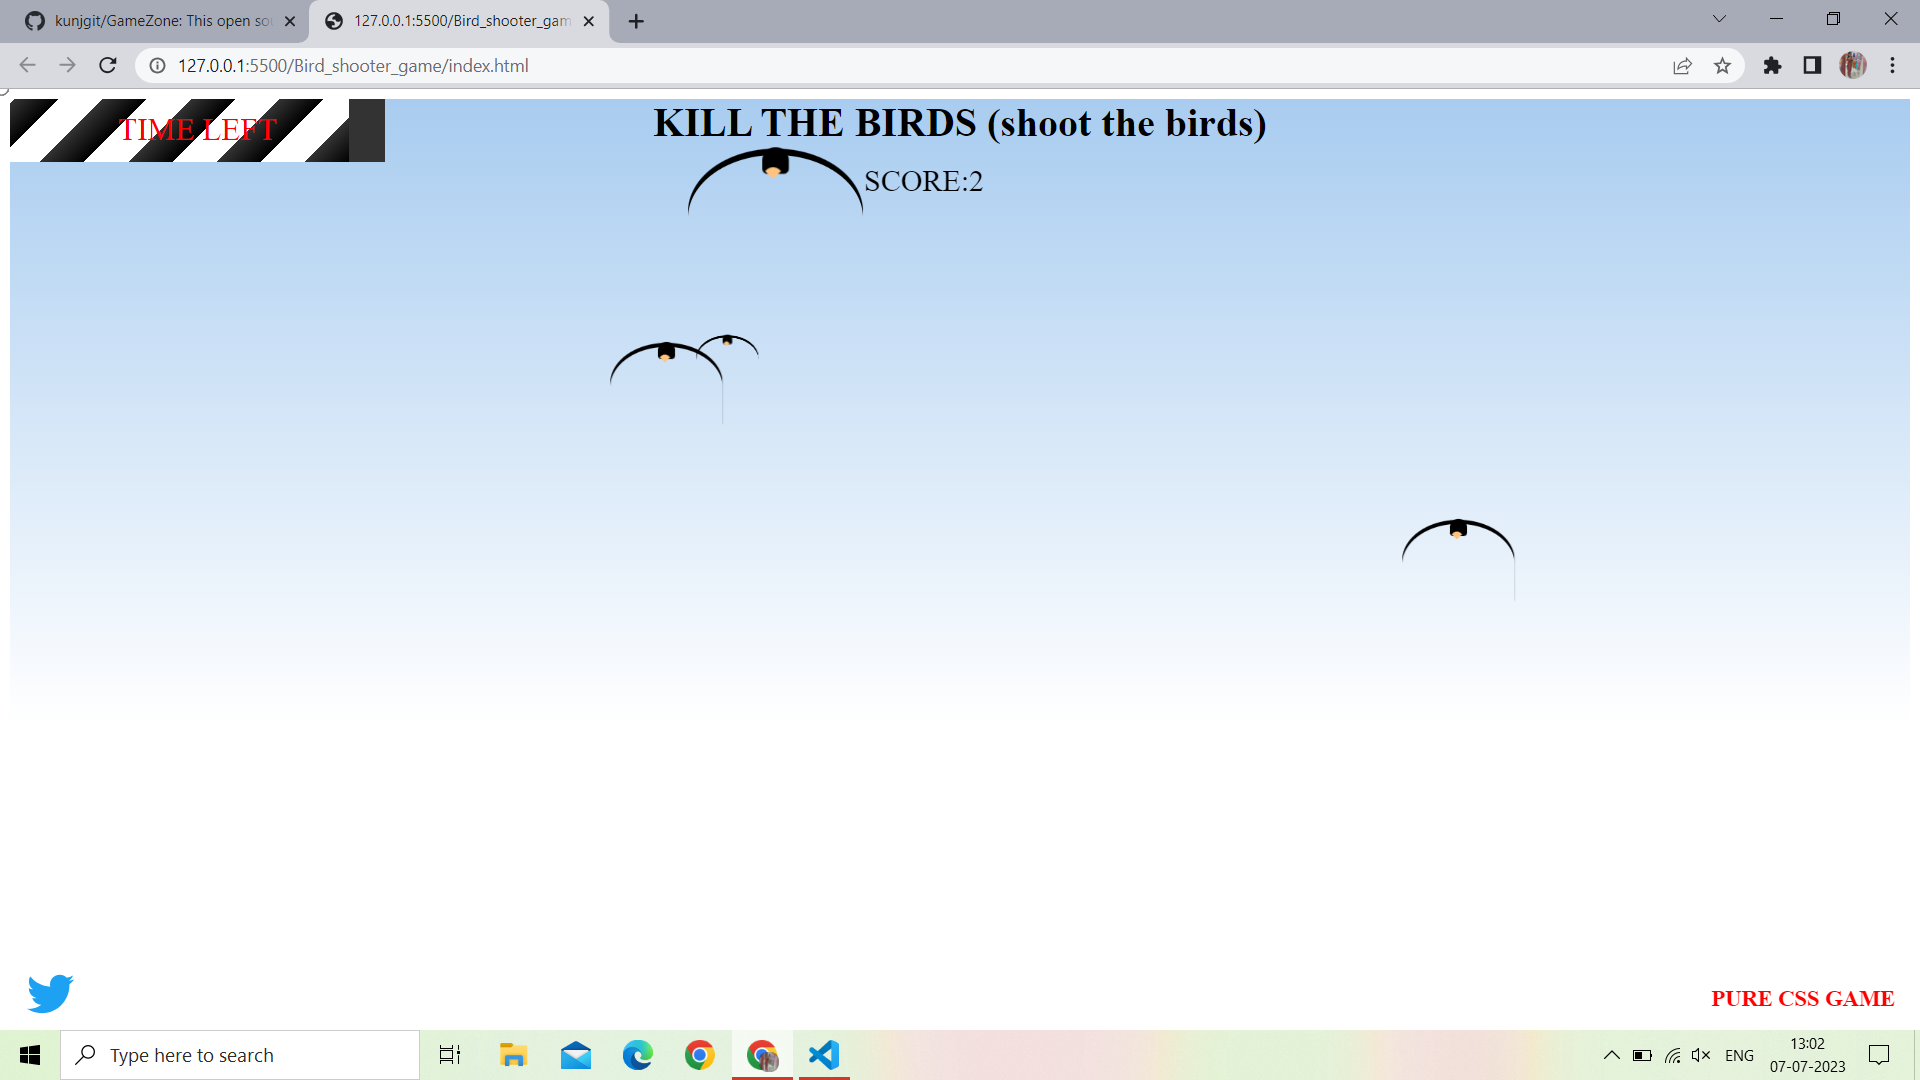 kunjgit/GameZone: This open so
127.0.0.1:5500/Bird_shooter_gam
127.0.0.1:5500/Bird_shooter_game/index.html
TIME LEFT
KILL THE BIRDS (shoot the birds)
SCORE:2
PURE CSS GAME
Type here to search
ENG
13:02
07-07-2023